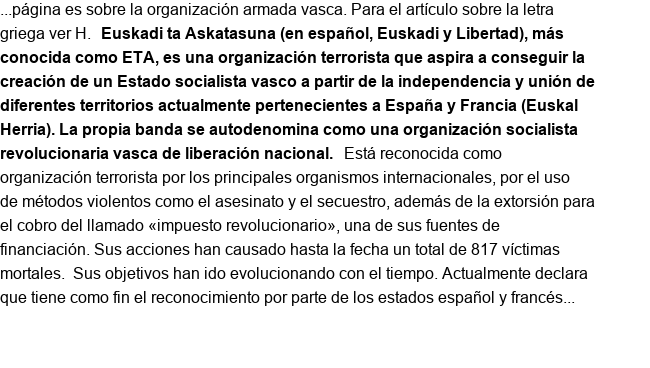 ...página es sobre la organización armada vasca. Para el artículo sobre la letra
griega ver H. Euskadi ta Askatasuna (en español, Euskadi y Libertad), más
conocida como ETA, es una organización terrorista que aspira a conseguir la
creación de un Estado socialista vasco a partir de la independencia y unión de
diferentes territorios actualmente pertenecientes a España y Francia (Euskal
Herria). La propia banda se autodenomina como una organización socialista
revolucionaria vasca de liberación nacional. Está reconocida como
organización terrorista por los principales organismos internacionales, por el uso
de métodos violentos como el asesinato y el secuestro, además de la extorsión para
el cobro del llamado «impuesto revolucionario», una de sus fuentes de
financiación. Sus acciones han causado hasta la fecha un total de 817 víctimas
mortales. Sus objetivos han ido evolucionando con el tiempo. Actualmente declara
que tiene como fin el reconocimiento por parte de los estados español y francés...